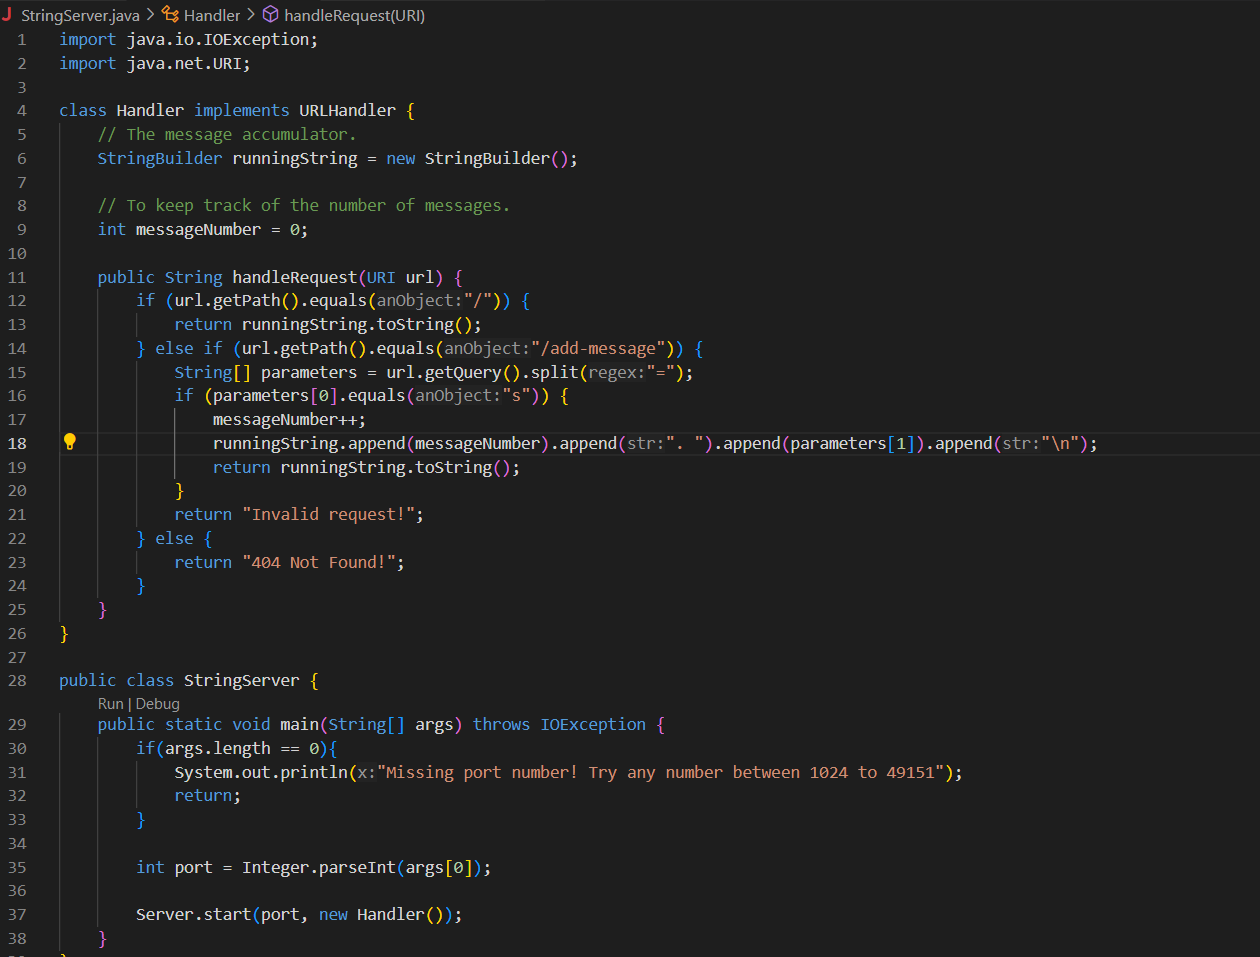 StringServer.java > Handler > handleRequest(URI)
1 import java.io.IOException;
2 import java.net.URI;
3
4 class Handler implements URLHandler {
5 // The message accumulator.
6 StringBuilder runningString = new StringBuilder();
7
8 // To keep track of the number of messages.
9 int messageNumber = 0;
10
11 public String handleRequest(URI url) {
12 if (url.getPath().equals(anObject:"/")) {
13 return runningString.toString();
14 } else if (url.getPath().equals(anObject:"/add-message")) {
15 String[] parameters = url.getQuery().split(regex:"=");
16 if (parameters[0].equals(anObject:"s")) {
17 messageNumber++;
18 runningString.append(messageNumber).append(str:". ").append(parameters[1]).append(str:"\n");
19 return runningString.toString();
20 }
21 return "Invalid request!";
22 } else {
23 return "404 Not Found!";
24 }
25 }
26 }
27
28 public class StringServer {
Run | Debug
29 public static void main(String[] args) throws IOException {
30 if(args.length == 0){
31 System.out.println(x:"Missing port number! Try any number between 1024 to 49151");
32 return;
33 }
34
35 int port = Integer.parseInt(args[0]);
36
37 Server.start(port, new Handler());
38 }